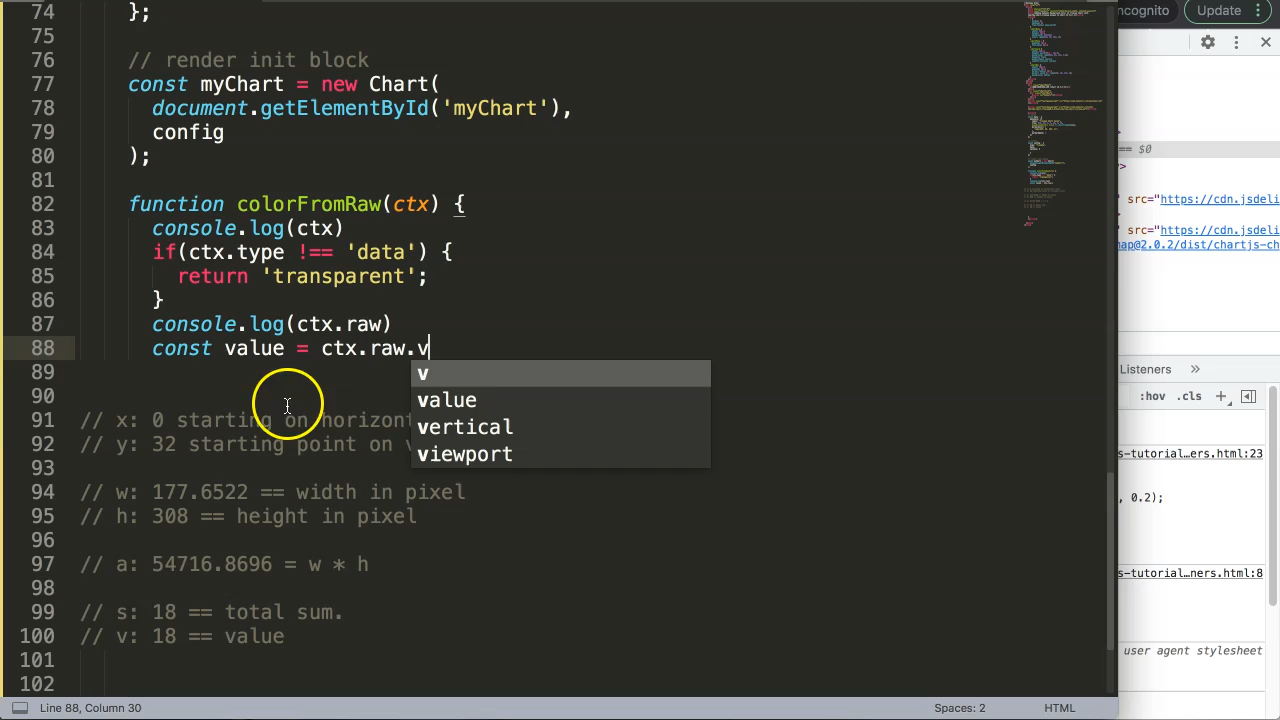 74 };
75
76 // render init block
77 const myChart = new Chart(
78 document.getElementById('myChart'),
79 config
80 );
81
82 function colorFromRaw(ctx) {
83 console.log(ctx)
84 if(ctx.type !== 'data') {
85 return 'transparent';
86 }
87 console.log(ctx.raw)
88 const value = ctx.raw.v
v
value
vertical
viewport
89
90
91 // x: 0 starting on horizont
92 // y: 32 starting point on v
93
94 // w: 177.6522 == width in pixel
95 // h: 308 == height in pixel
96
97 // a: 54716.8696 = w * h
98
99 // s: 18 == total sum.
100 // v: 18 == value
101
102
Line 88, Column 30
Spaces: 2
HTML
ncognito
Update
== $0
">
" src="https://cdn.jsdeli
" src="https://cdn.jsdeli
map@2.0.2/dist/chartjs-ch
Listeners »
:hov .cls +
s-tutorial…ners.html:23
, 0.2);
s-tutorial…ners.html:8
user agent stylesheet